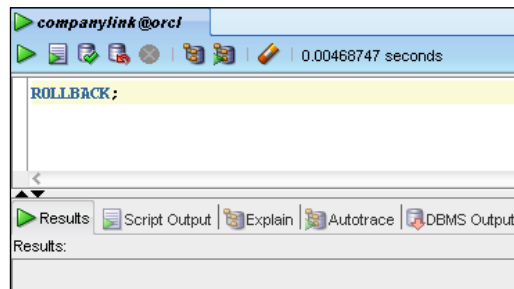 companylink@orcl
0.00468747 seconds
ROLLBACK;
Results Script Output Explain Autotrace DBMS Output
Results: